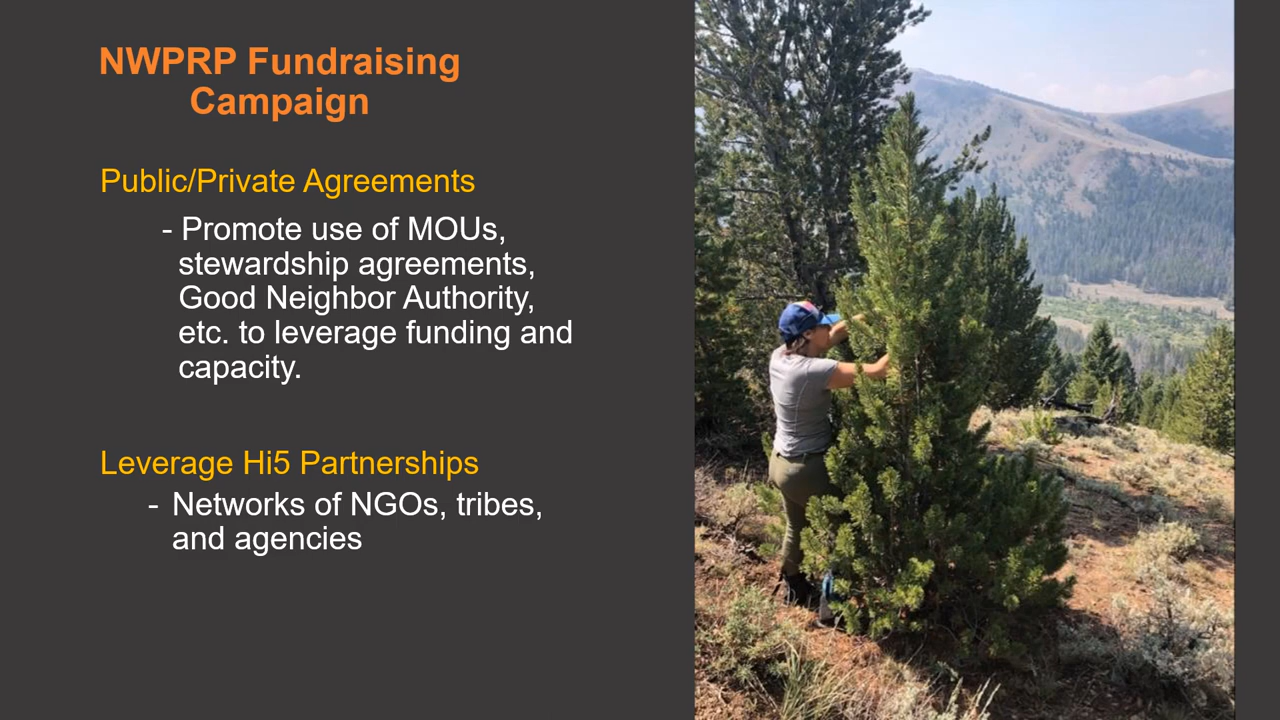 NWPRP Fundraising
Campaign
Public/Private Agreements
- Promote use of MOUs,
stewardship agreements,
Good Neighbor Authority,
etc. to leverage funding and
capacity.
Leverage Hi5 Partnerships
- Networks of NGOs, tribes,
and agencies